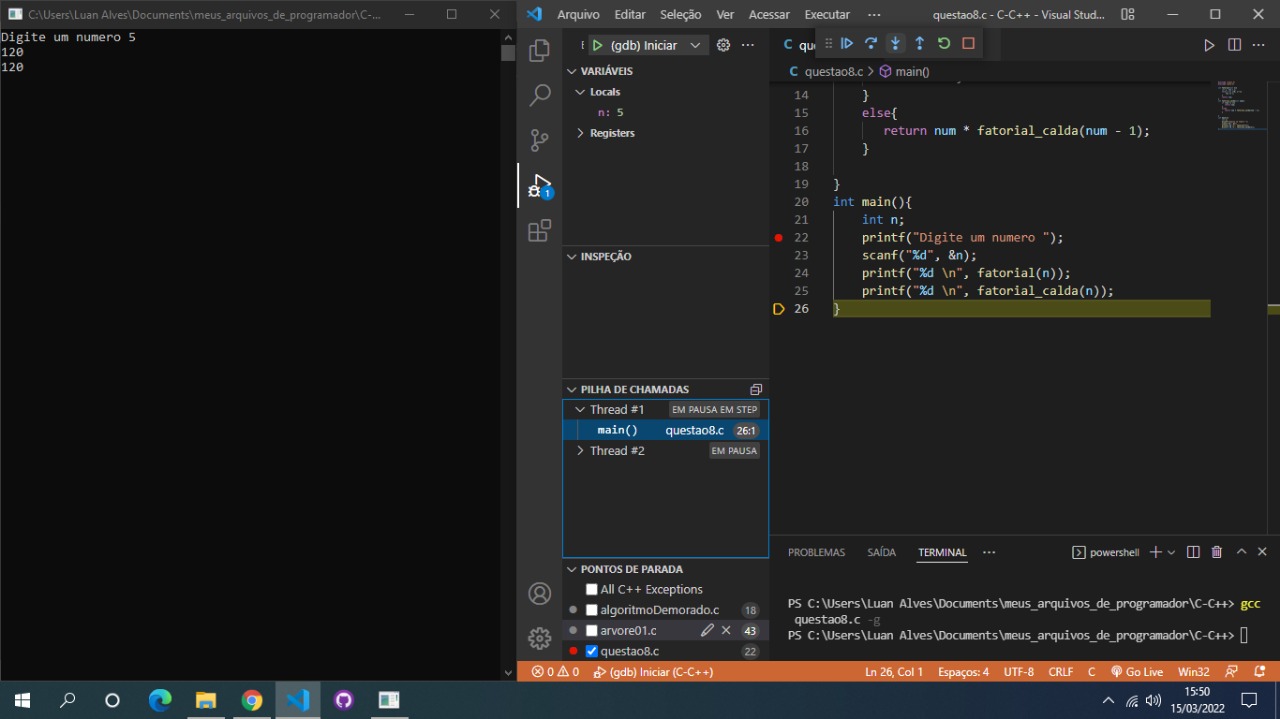 C:\Users\Luan Alves\Documents\meus_arquivos_de_programador\C-...
Digite um numero 5
120
120
Arquivo Editar Seleção Ver Acessar Executar ··· questao8.c - C-C++ - Visual Stud...
(gdb) Iniciar
VARIÁVEIS
Locals
n: 5
Registers
INSPEÇÃO
PILHA DE CHAMADAS
Thread #1 EM PAUSA EM STEP
main() questao8.c 26:1
Thread #2 EM PAUSA
PONTOS DE PARADA
All C++ Exceptions
algoritmoDemorado.c 18
arvore01.c 43
questao8.c 22
1
C
C questao8.c > main()
14 }
15 else{
16 return num * fatorial_calda(num - 1);
17 }
18
19 }
20 int main(){
21 int n;
22 printf("Digite um numero ");
23 scanf("%d", &n);
24 printf("%d \n", fatorial(n));
25 printf("%d \n", fatorial_calda(n));
26 }
PROBLEMAS SAÍDA TERMINAL ··· powershell
PS C:\Users\Luan Alves\Documents\meus_arquivos_de_programador\C-C++> gcc
questao8.c -g
PS C:\Users\Luan Alves\Documents\meus_arquivos_de_programador\C-C++>
0 0 (gdb) Iniciar (C-C++) Ln 26, Col 1 Espaços: 4 UTF-8 CRLF C Go Live Win32
15:50
15/03/2022